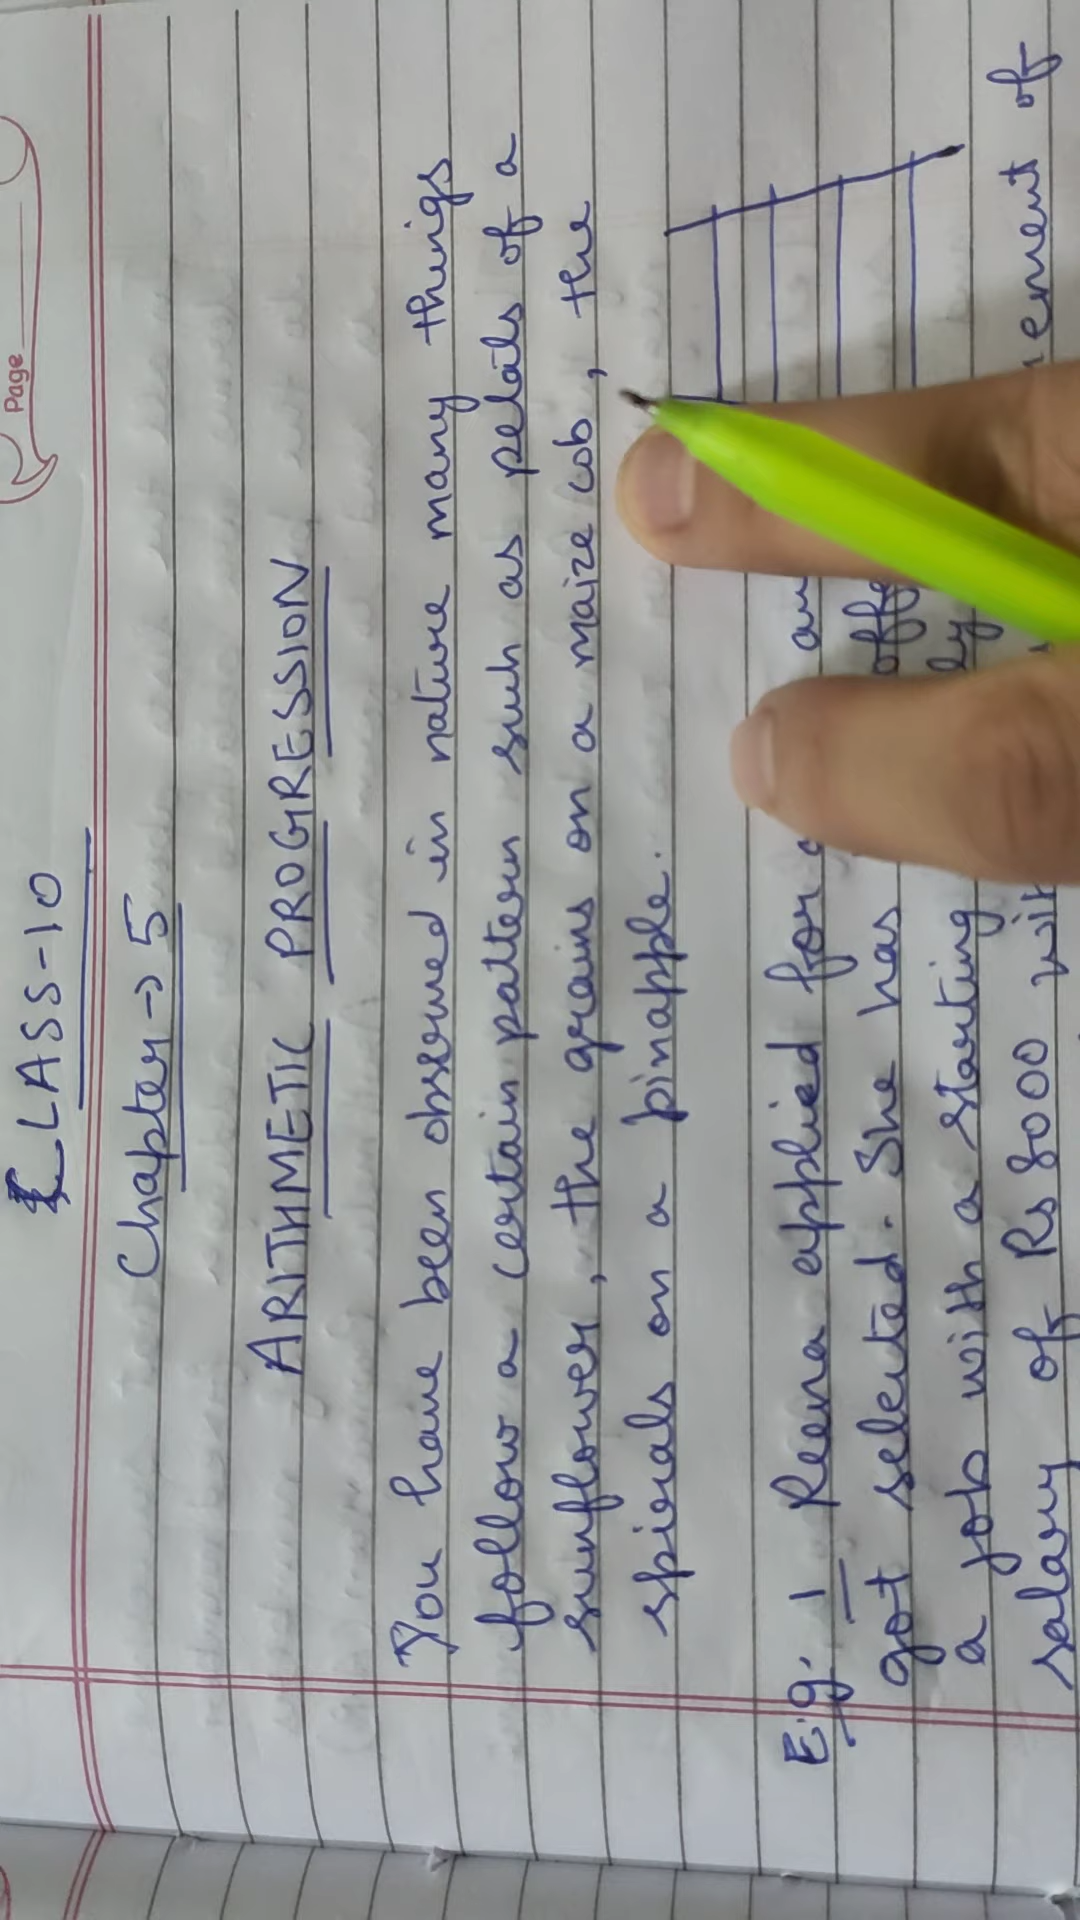 Page
CLASS-10
Chapter → 5
ARITHMETIC PROGRESSION
You have been observed in nature many things
follow a certain pattern such as petals of a
sunflower, the grains on a maize cob, the
spirals on a pinapple.
E.g. 1 Reena applied for
got selected. She has
a job with a starting
salary of Rs 8000 of